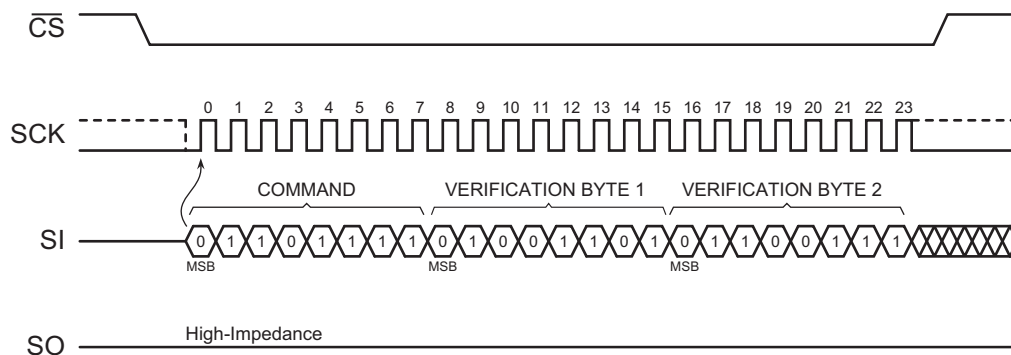 CS
0 1 2 3 4 5 6 7 8 9 10 11 12 13 14 15 16 17 18 19 20 21 22 23
SCK
COMMAND VERIFICATION BYTE 1 VERIFICATION BYTE 2
SI 0 1 1 0 1 1 1 1 0 1 0 0 1 1 0 1 0 1 1 0 0 1 1 1
MSB MSB MSB
High-Impedance
SO